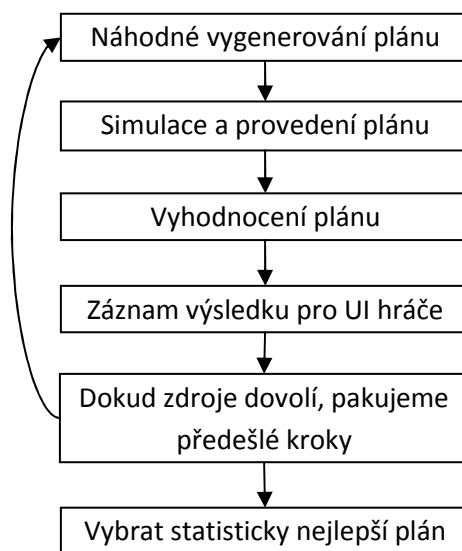 Náhodné vygenerování plánu
Simulace a provedení plánu
Vyhodnocení plánu
Záznam výsledku pro UI hráče
Dokud zdroje dovolí, pakujeme
předešlé kroky
Vybrat statisticky nejlepší plán